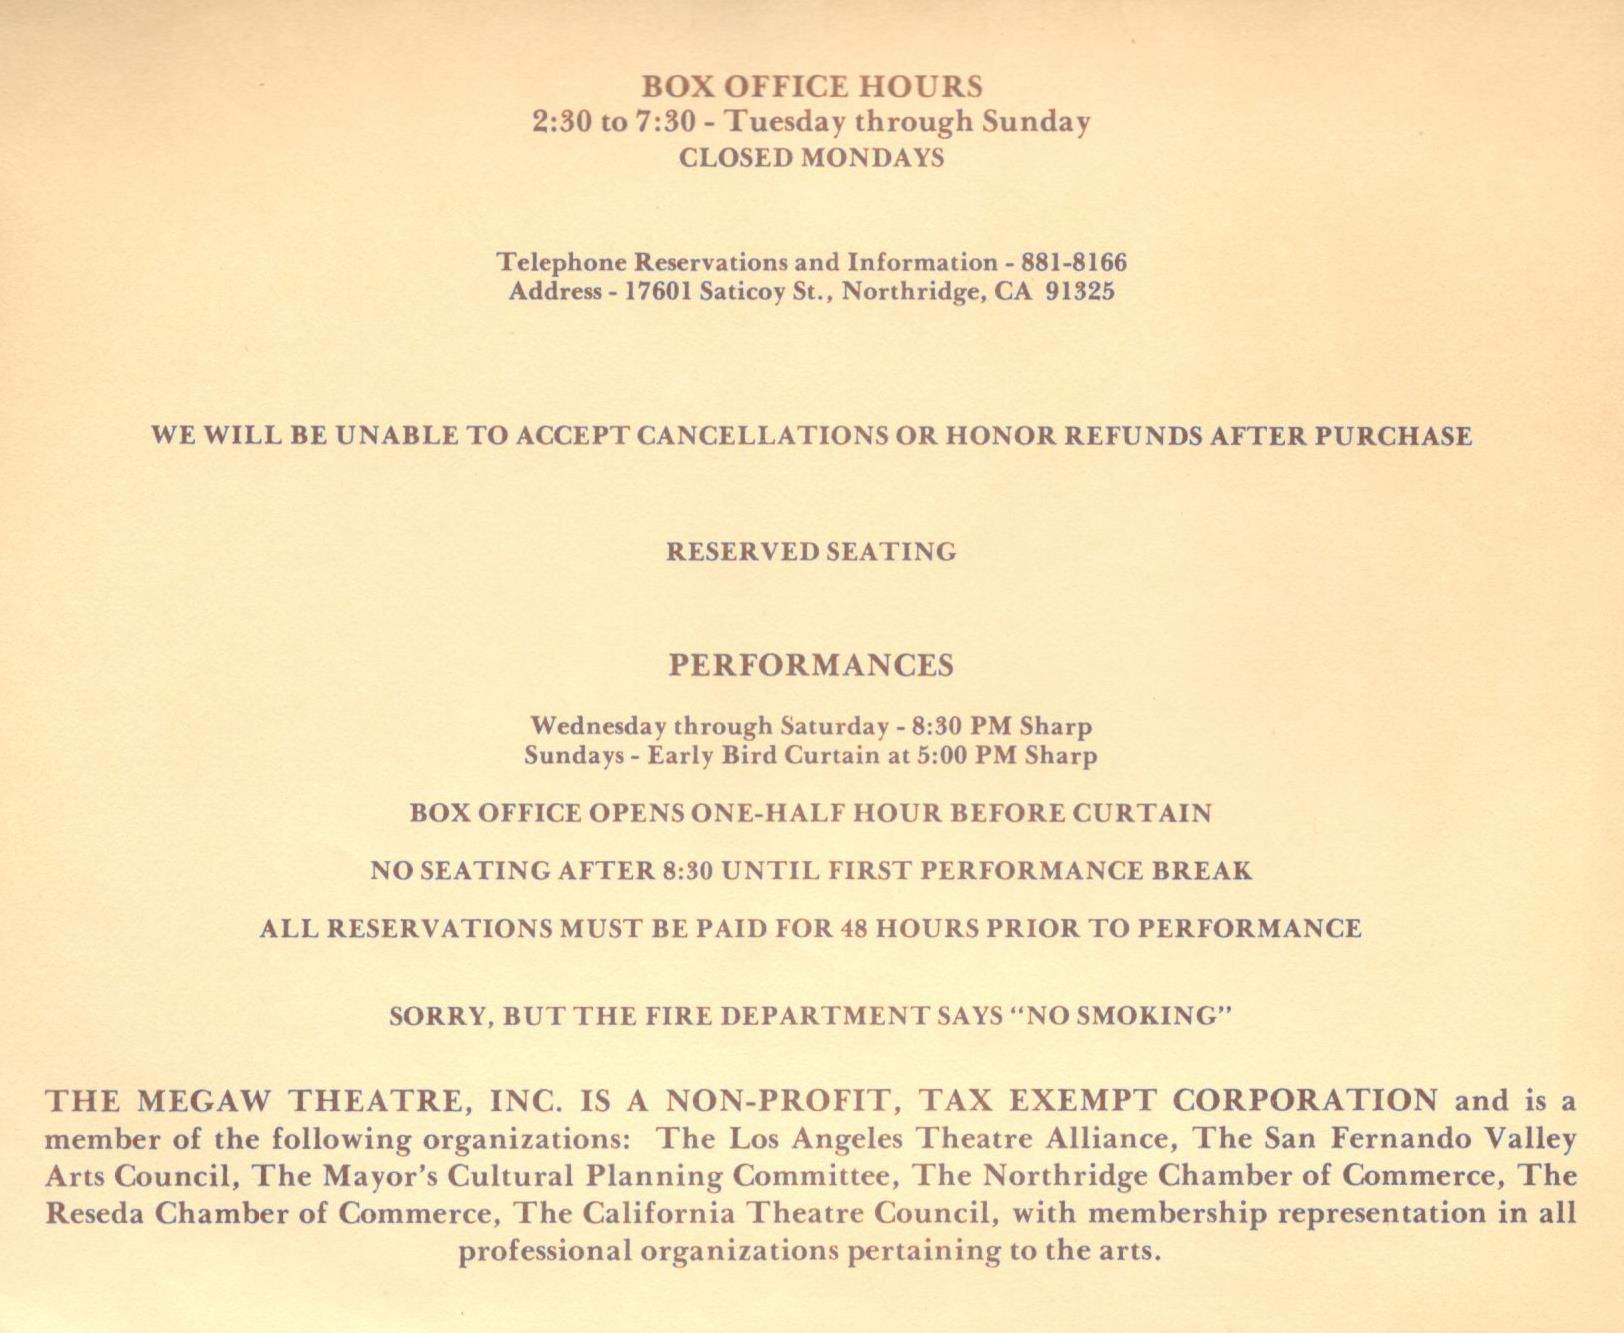 BOX OFFICE HOURS
2:30 to 7:30 - Tuesday through Sunday
CLOSED MONDAYS
Telephone Reservations and Information - 881-8166
Address - 17601 Saticoy St., Northridge, CA 91325
WE WILL BE UNABLE TO ACCEPT CANCELLATIONS OR HONOR REFUNDS AFTER PURCHASE
RESERVED SEATING
PERFORMANCES
Wednesday through Saturday - 8:30 PM Sharp
Sundays - Early Bird Curtain at 5:00 PM Sharp
BOX OFFICE OPENS ONE-HALF HOUR BEFORE CURTAIN
NO SEATING AFTER 8:30 UNTIL FIRST PERFORMANCE BREAK
ALL RESERVATIONS MUST BE PAID FOR 48 HOURS PRIOR TO PERFORMANCE
SORRY, BUT THE FIRE DEPARTMENT SAYS “NO SMOKING”
THE MEGAW THEATRE, INC. IS A NON-PROFIT, TAX EXEMPT CORPORATION and is a
member of the following organizations: The Los Angeles Theatre Alliance, The San Fernando Valley
Arts Council, The Mayor’s Cultural Planning Committee, The Northridge Chamber of Commerce, The
Reseda Chamber of Commerce, The California Theatre Council, with membership representation in all
professional organizations pertaining to the arts.